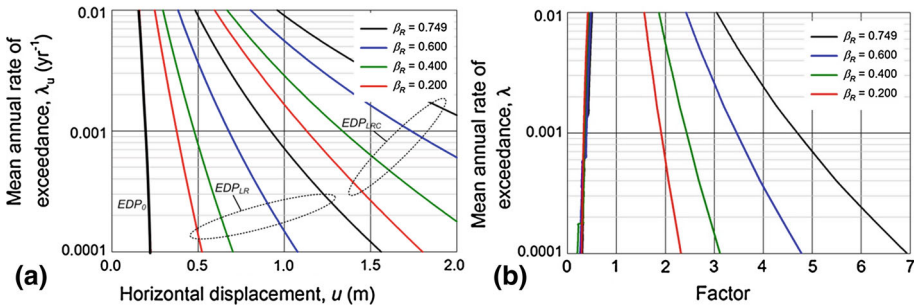 (a)
Mean annual rate of
exceedance, λu (yr-1)
0.01
0.001
0.0001
0.0 0.5 1.0 1.5 2.0
Horizontal displacement, u (m)
βR = 0.749
βR = 0.600
βR = 0.400
βR = 0.200
EDP0
EDPLR
EDPLRC
(b)
Mean annual rate of
exceedance, λ
0.01
0.001
0.0001
0 1 2 3 4 5 6 7
Factor
βR = 0.749
βR = 0.600
βR = 0.400
βR = 0.200